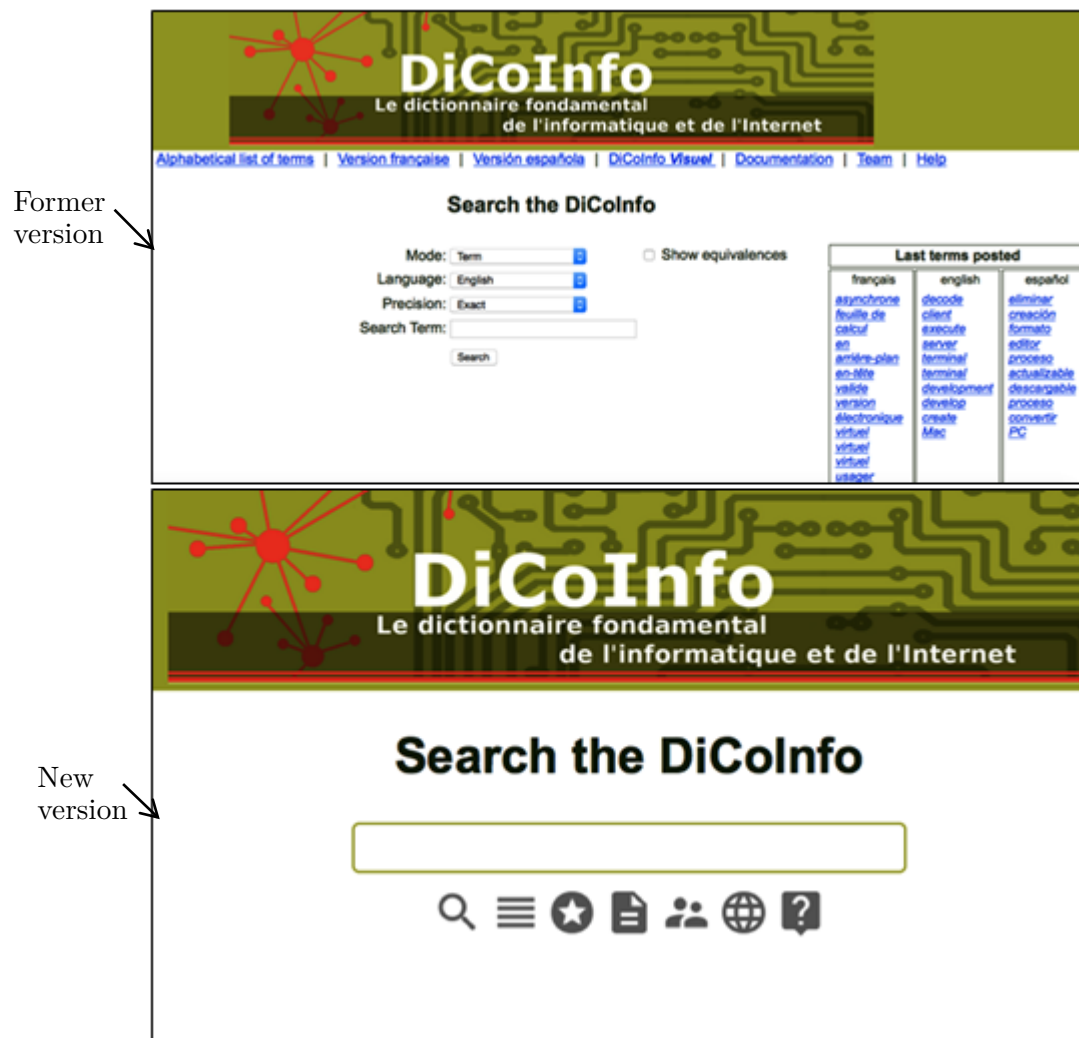 DiCoInfo
Le dictionnaire fondamental
de l'informatique et de l'Internet
Alphabetical list of terms | Version française | Versión española | DiCoInfo Visuel | Documentation | Team | Help
Former
version
Search the DiCoInfo
Mode: Term
Show equivalences
Language: English
Precision: Exact
Search Term:
Search
Last terms posted
français
asynchrone
feuille de
calcul
en
arrière-plan
en-tête
valide
version
électronique
virtuel
virtuel
virtuel
usager
english
decode
client
execute
server
terminal
terminal
development
develop
create
Mac
español
eliminar
creación
formato
editor
proceso
actualizable
descargable
proceso
convertir
PC
DiCoInfo
Le dictionnaire fondamental
de l'informatique et de l'Internet
New
version
Search the DiCoInfo